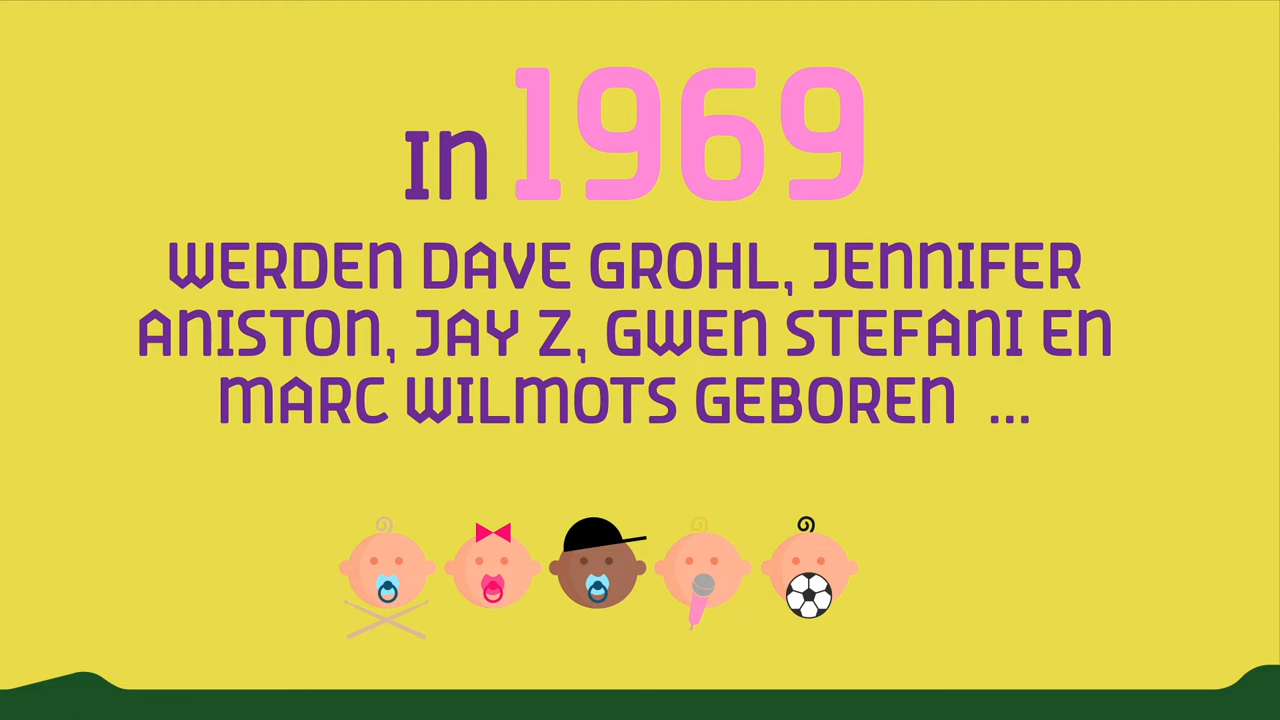 In 1969
WERDEN DAVE GROHL, JENNIFER
ANISTON, JAY Z, GWEN STEFANI EN
MARC WILMOTS GEBOREN ...